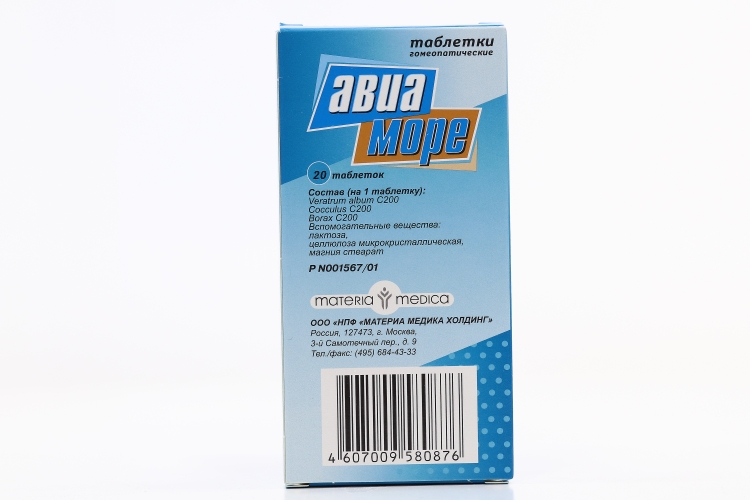 таблетки
гомеопатические
авиа
море
20 таблеток
Состав (на 1 таблетку):
Veratrum album C200
Cocculus C200
Borax C200
Вспомогательные вещества:
лактоза,
целлюлоза микрокристаллическая,
магния стеарат
Р N001567/01
materia medica
ООО «НПФ «МАТЕРИА МЕДИКА ХОЛДИНГ»
Россия, 127473, г. Москва,
3-й Самотечный пер., д. 9
Тел./факс: (495) 684-43-33
4 607009 580876